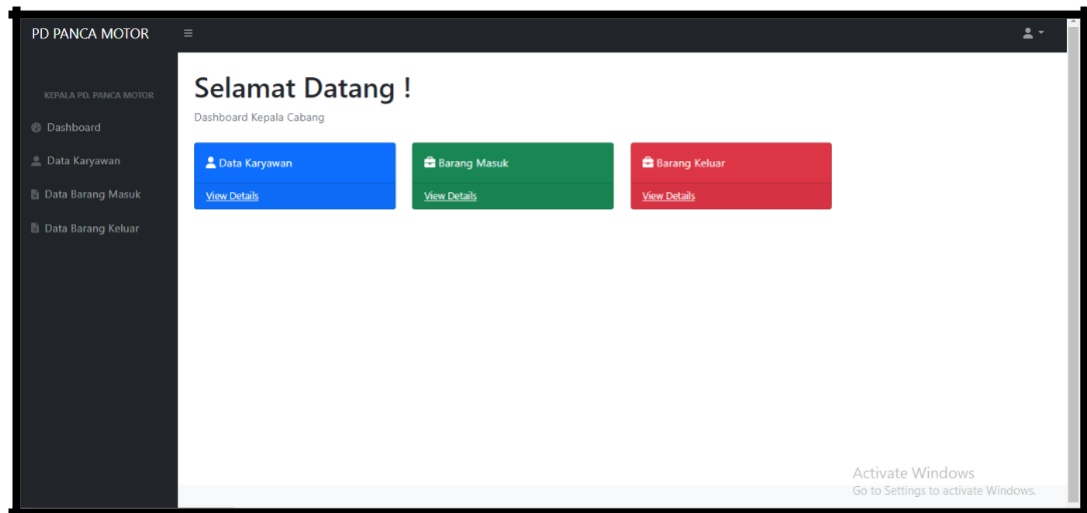 PD PANCA MOTOR
KEPALA PD. PANCA MOTOR
Dashboard
Data Karyawan
Data Barang Masuk
Data Barang Keluar
Selamat Datang !
Dashboard Kepala Cabang
Data Karyawan
View Details
Barang Masuk
View Details
Barang Keluar
View Details
Activate Windows
Go to Settings to activate Windows.